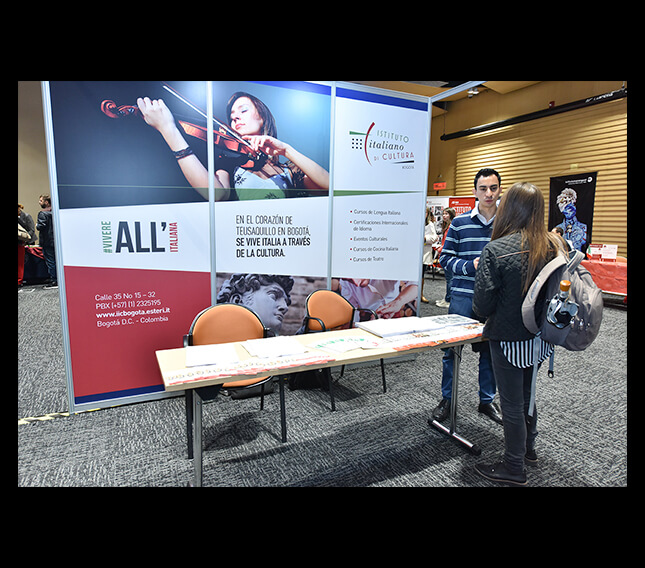 ISTITUTO
italiano
DI CULTURA
BOGOTÁ
#VIVERE
ALL'
ITALIANA
EN EL CORAZÓN DE
TEUSAQUILLO EN BOGOTÁ,
SE VIVE ITALIA A TRAVÉS
DE LA CULTURA.
• Cursos de Lengua Italiana
• Certificaciones Internacionales
de Idioma
• Eventos Culturales
• Cursos de Cocina Italiana
• Cursos de Teatro
Calle 35 No 15 – 32
PBX (+57) (1) 2325195
www.iicbogota.esteri.it
Bogotá D.C. - Colombia